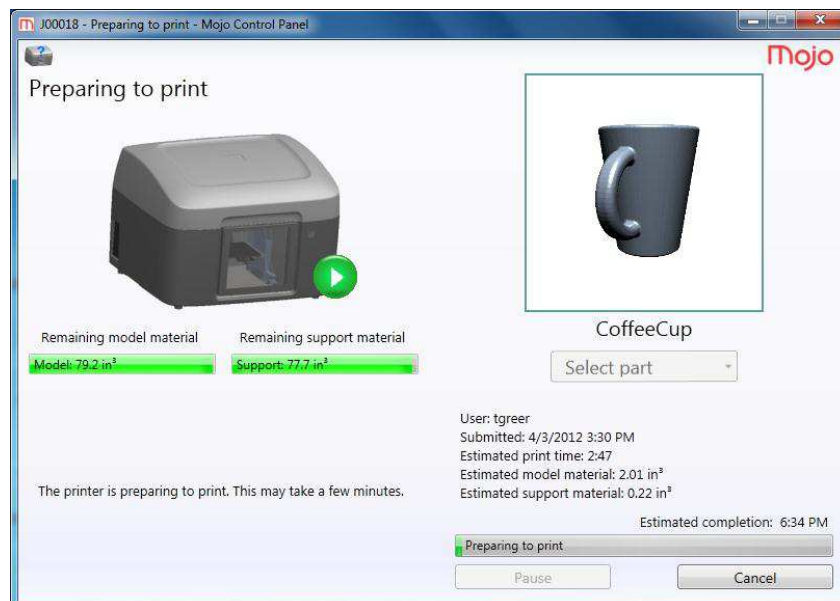 J00018 - Preparing to print - Mojo Control Panel
mojo
Preparing to print
Remaining model material
Remaining support material
Model: 79.2 in³
Support: 77.7 in³
The printer is preparing to print. This may take a few minutes.
CoffeeCup
Select part
User: tgreer
Submitted: 4/3/2012 3:30 PM
Estimated print time: 2:47
Estimated model material: 2.01 in³
Estimated support material: 0.22 in³
Estimated completion: 6:34 PM
Preparing to print
Pause
Cancel